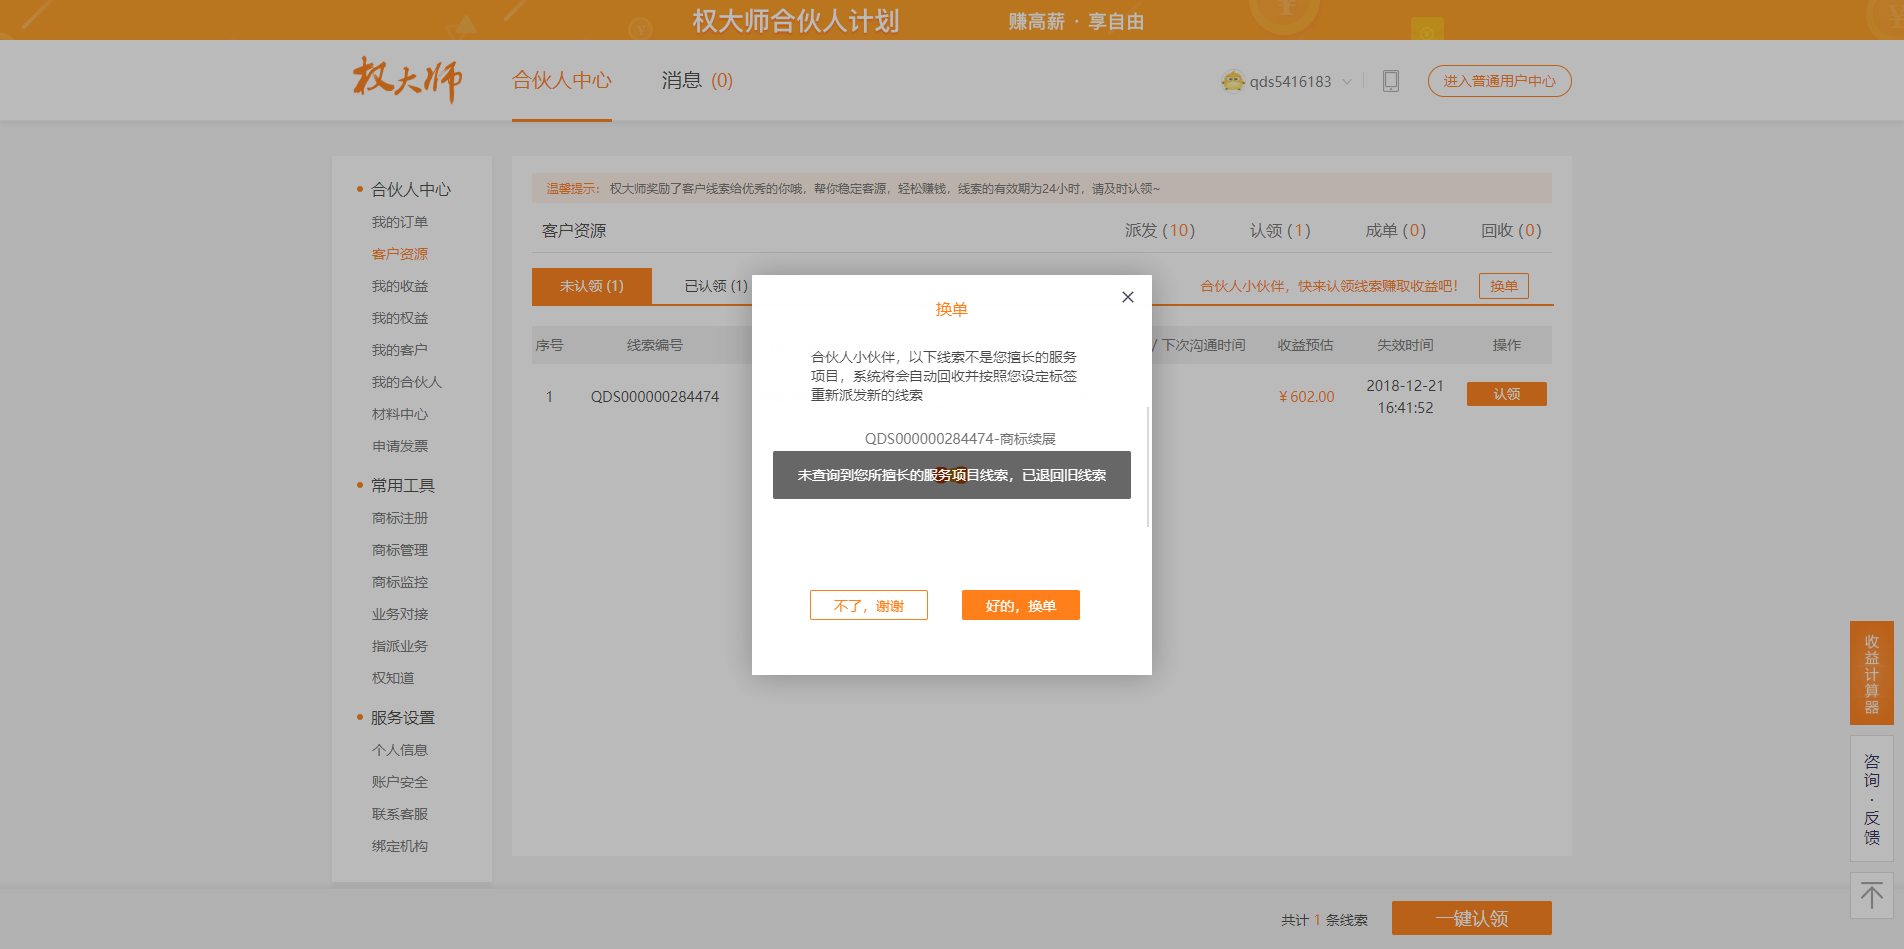 权大师合伙人计划 赚高薪 · 享自由
权大师 合伙人中心 消息 (0) qds5416183 进入普通用户中心
合伙人中心
我的订单
客户资源
我的收益
我的权益
我的客户
我的合伙人
材料中心
申请发票
常用工具
商标注册
商标管理
商标监控
业务对接
指派业务
权知道
服务设置
个人信息
账户安全
联系客服
绑定机构
温馨提示： 权大师奖励了客户线索给优秀的你哦，帮你稳定客源，轻松赚钱，线索的有效期为24小时，请及时认领~
客户资源 派发 (10) 认领 (1) 成单 (0) 回收 (0)
未认领 (1) 已认领 (1) 合伙人小伙伴，快来认领线索赚取收益吧！ 换单
序号 线索编号 / 下次沟通时间 收益预估 失效时间 操作
1 QDS000000284474 ￥602.00 2018-12-21 认领
16:41:52
换单
合伙人小伙伴，以下线索不是您擅长的服务
项目，系统将会自动回收并按照您设定标签
重新派发新的线索
QDS000000284474-商标续展
未查询到您所擅长的服务项目线索，已退回旧线索
不了，谢谢 好的，换单
收益计算器
咨询·反馈
共计 1 条线索 一键认领